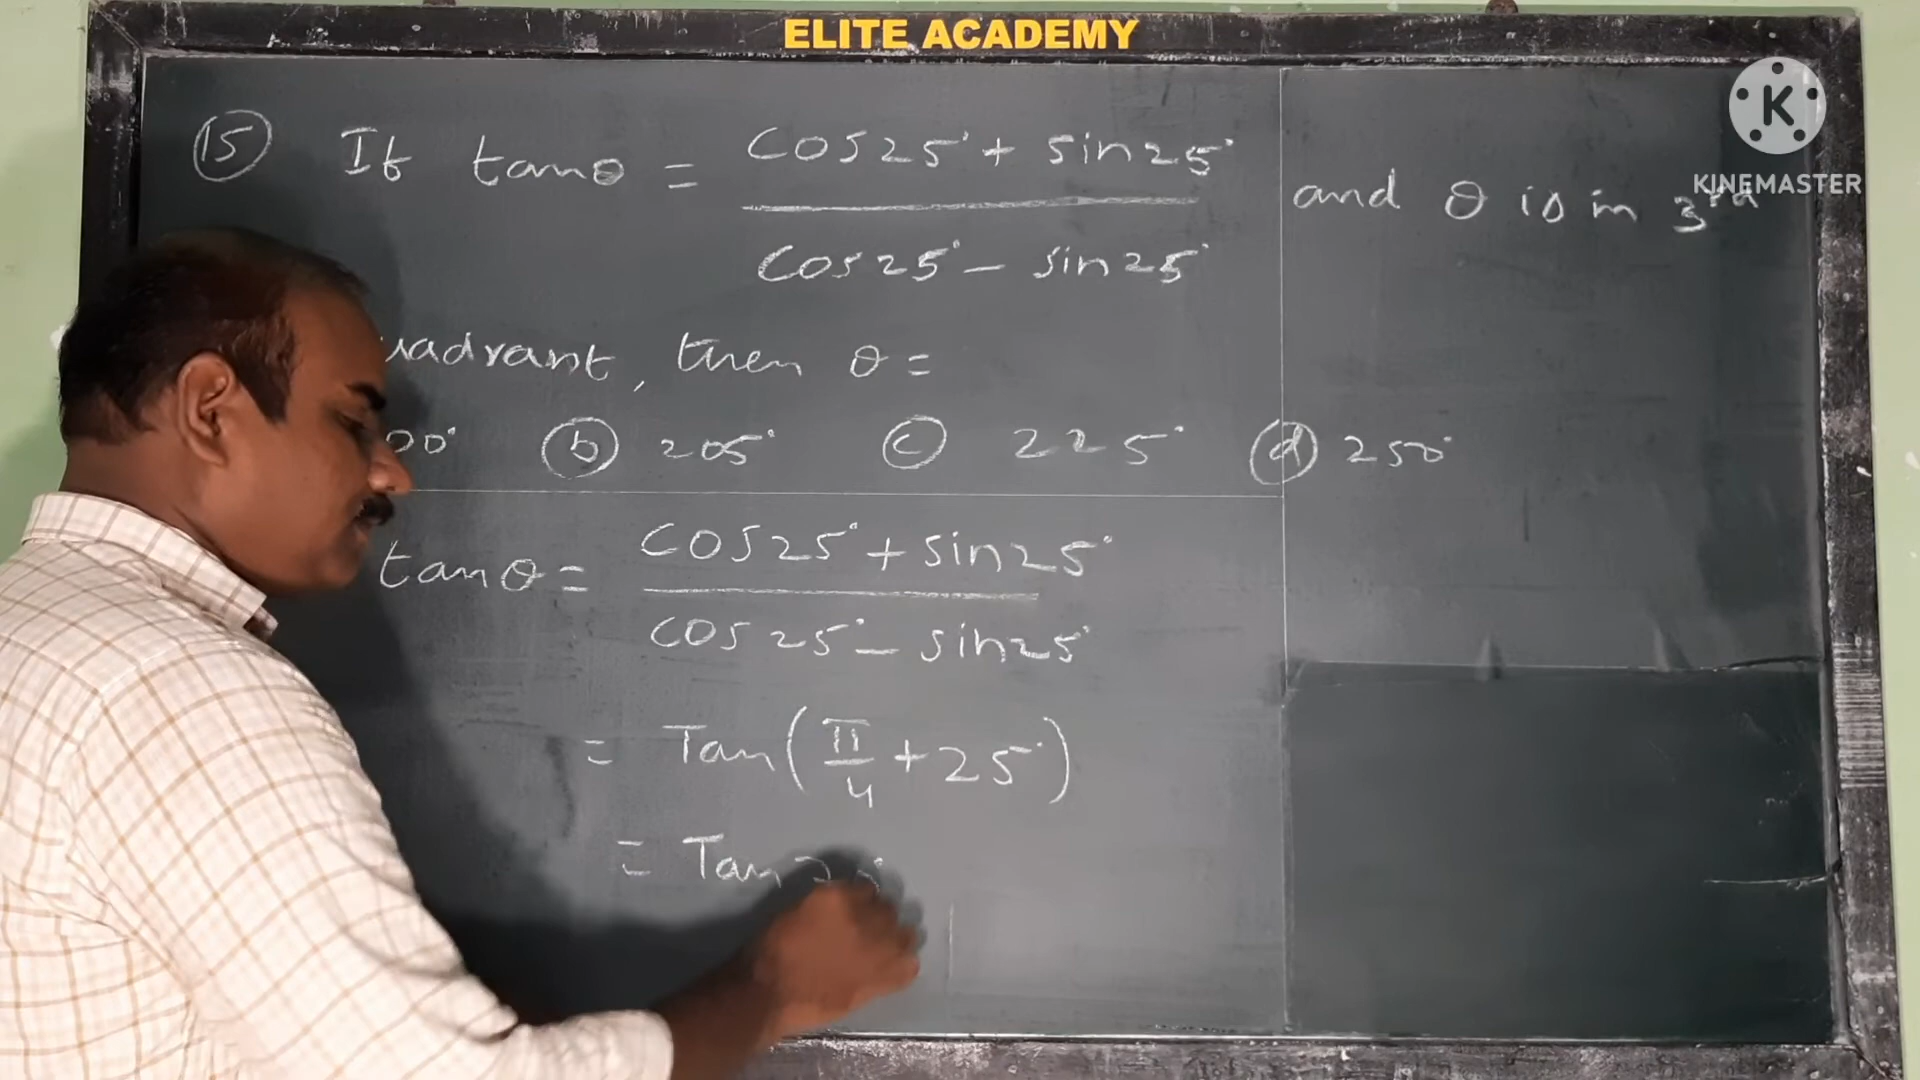 ELITE ACADEMY
KINEMASTER
15 If tanθ = cos25° + sin25° / cos25° - sin25° and θ is in 3rd
then θ =
b 205° c 225° d 250°
tanθ = cos25° + sin25° / cos25° - sin25°
= Tan(π/4 + 25°)
= Tan